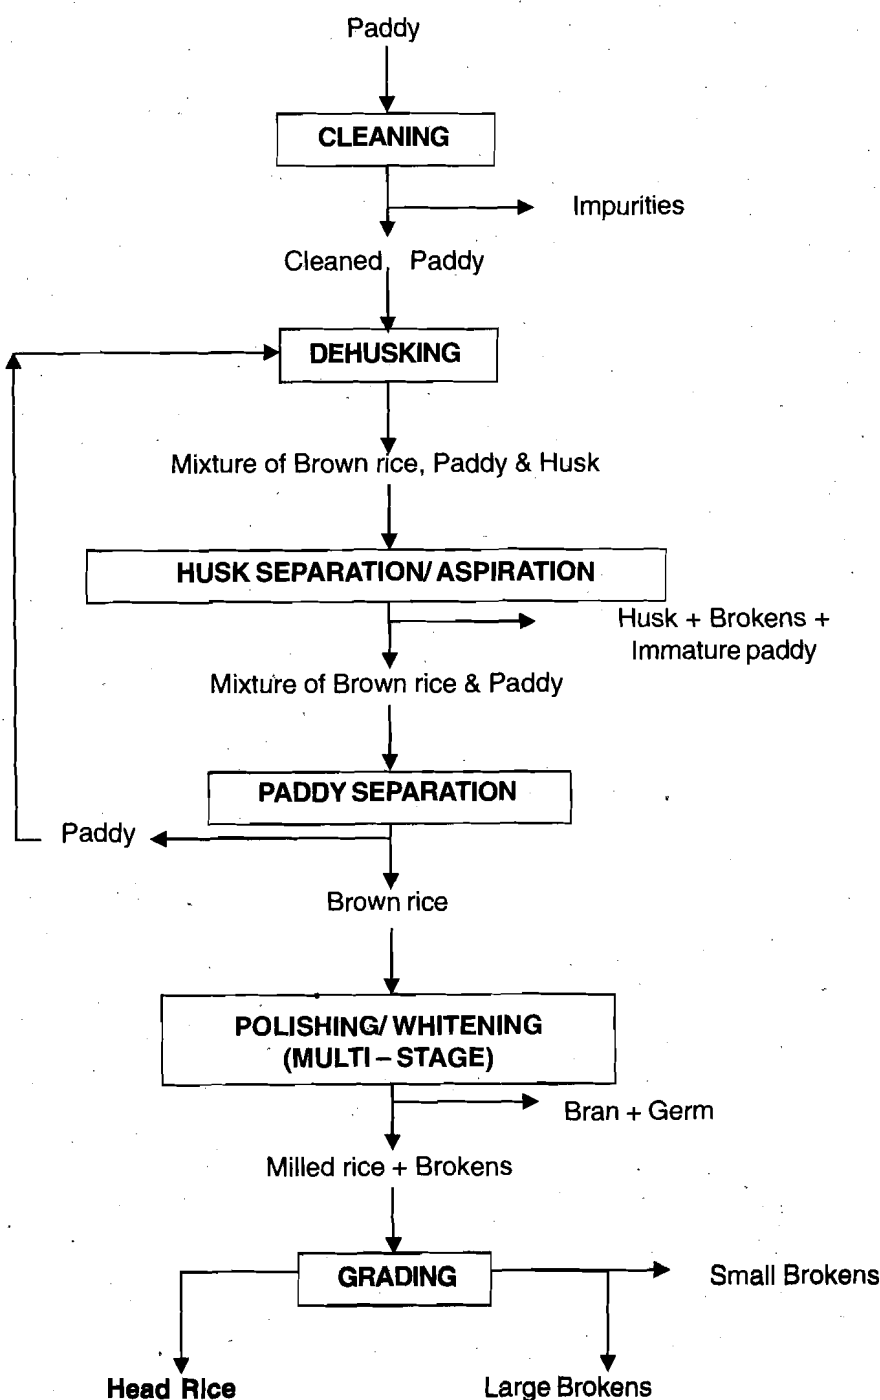 Paddy
CLEANING
Impurities
Cleaned Paddy
DEHUSKING
Mixture of Brown rice, Paddy & Husk
HUSK SEPARATION/ ASPIRATION
Husk + Brokens +
Immature paddy
Mixture of Brown rice & Paddy
PADDY SEPARATION
Paddy
Brown rice
POLISHING/ WHITENING
(MULTI – STAGE)
Bran + Germ
Milled rice + Brokens
GRADING
Small Brokens
Head Rice
Large Brokens